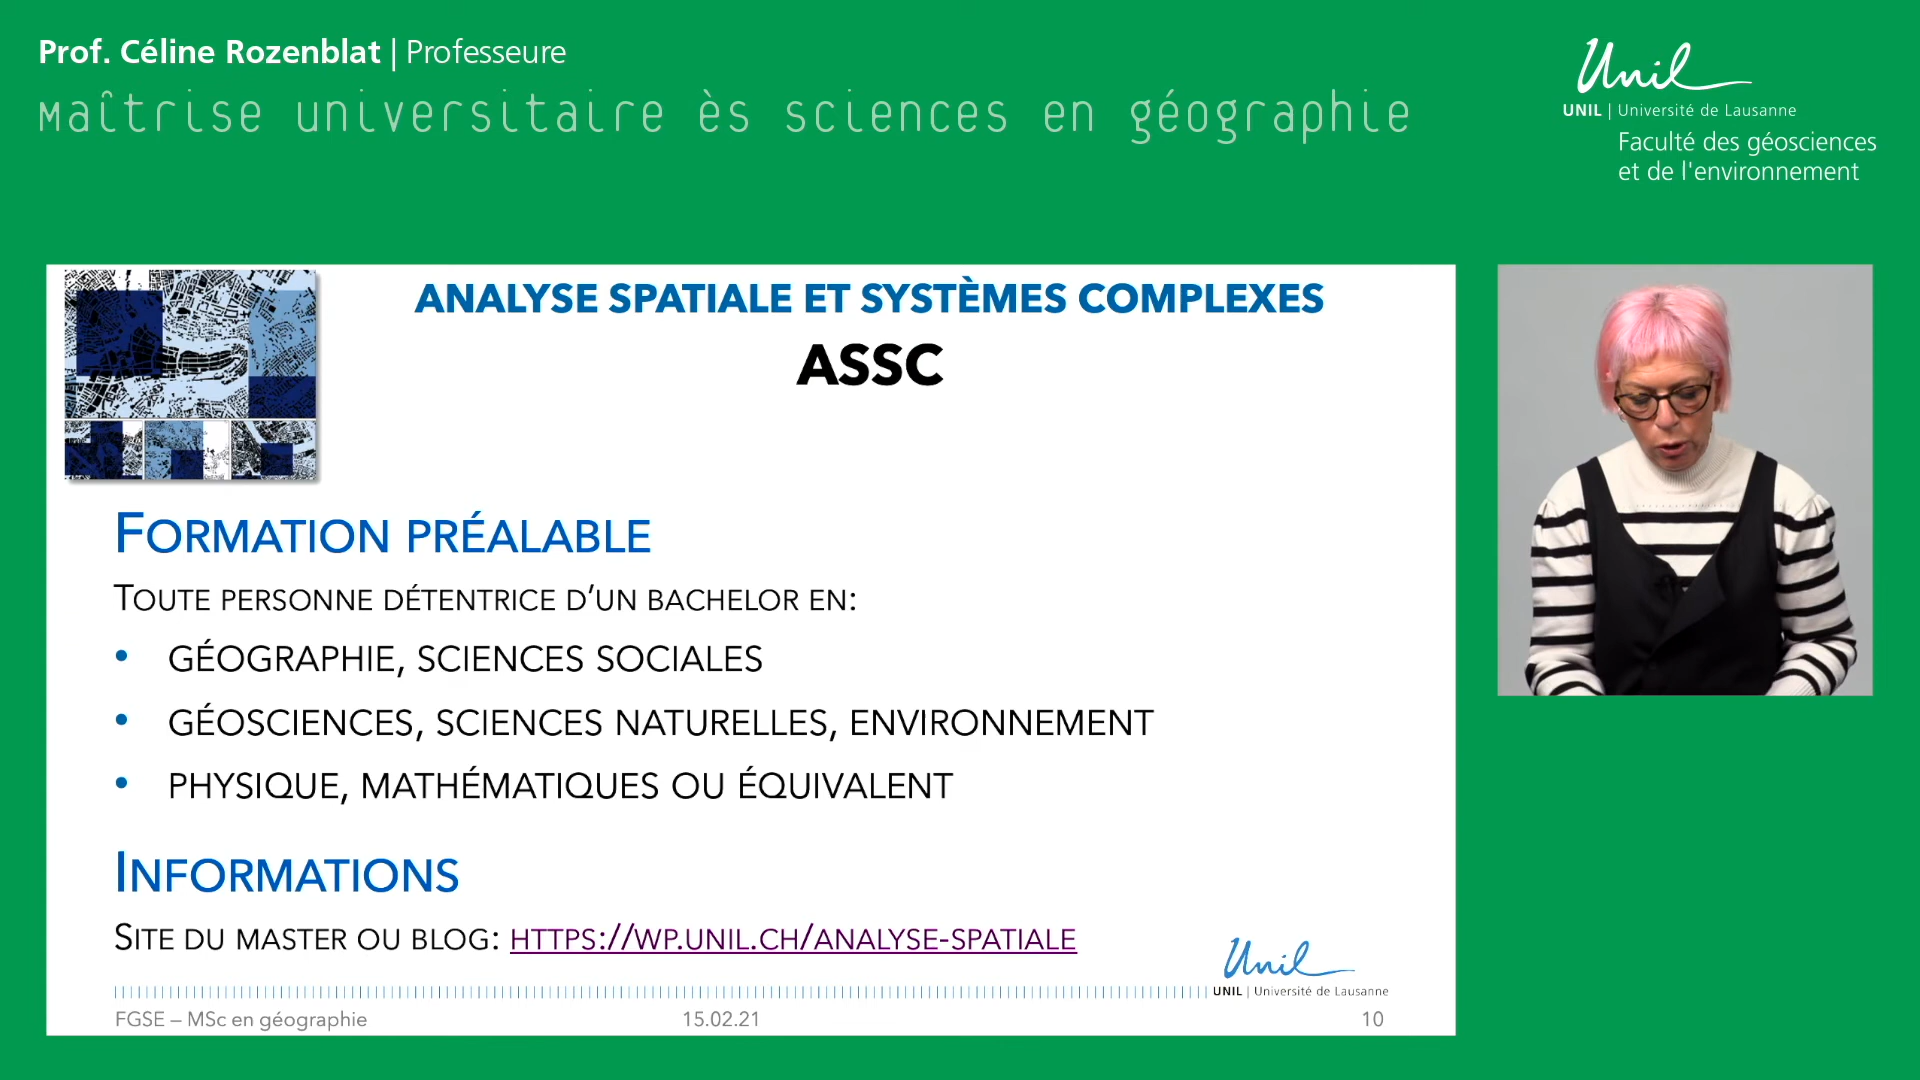 Prof. Céline Rozenblat | Professeure
Maîtrise universitaire ès sciences en géographie
Unil
UNIL | Université de Lausanne
Faculté des géosciences
et de l'environnement
ANALYSE SPATIALE ET SYSTÈMES COMPLEXES
ASSC
FORMATION PRÉALABLE
TOUTE PERSONNE DÉTENTRICE D'UN BACHELOR EN:
• GÉOGRAPHIE, SCIENCES SOCIALES
• GÉOSCIENCES, SCIENCES NATURELLES, ENVIRONNEMENT
• PHYSIQUE, MATHÉMATIQUES OU ÉQUIVALENT
INFORMATIONS
SITE DU MASTER OU BLOG: HTTPS://WP.UNIL.CH/ANALYSE-SPATIALE
Unil
UNIL | Université de Lausanne
FGSE – MSc en géographie 15.02.21 10